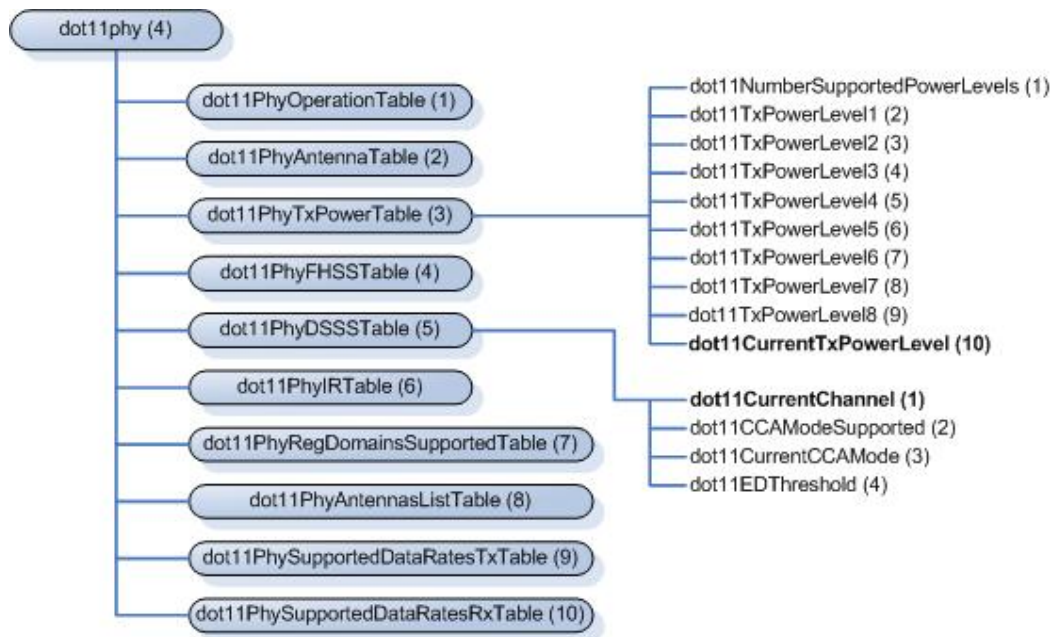 dot11phy (4)
dot11PhyOperationTable (1)
dot11PhyAntennaTable (2)
dot11PhyTxPowerTable (3)
dot11PhyFHSSTable (4)
dot11PhyDSSSTable (5)
dot11PhyIRTable (6)
dot11PhyRegDomainsSupportedTable (7)
dot11PhyAntennasListTable (8)
dot11PhySupportedDataRatesTxTable (9)
dot11PhySupportedDataRatesRxTable (10)
dot11NumberSupportedPowerLevels (1)
dot11TxPowerLevel1 (2)
dot11TxPowerLevel2 (3)
dot11TxPowerLevel3 (4)
dot11TxPowerLevel4 (5)
dot11TxPowerLevel5 (6)
dot11TxPowerLevel6 (7)
dot11TxPowerLevel7 (8)
dot11TxPowerLevel8 (9)
dot11CurrentTxPowerLevel (10)
dot11CurrentChannel (1)
dot11CCAModeSupported (2)
dot11CurrentCCAMode (3)
dot11EDThreshold (4)